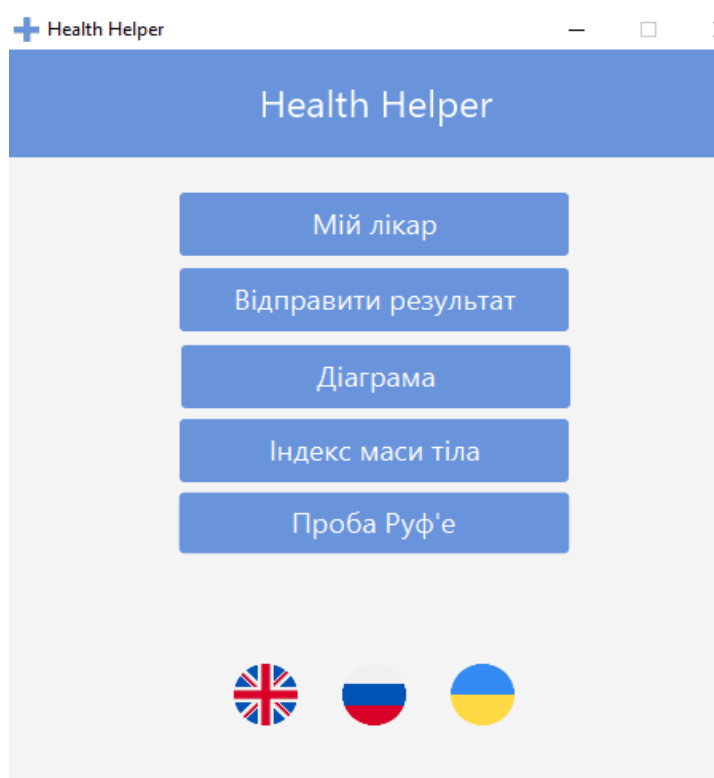 Health Helper
Health Helper
Мій лікар
Відправити результат
Діаграма
Індекс маси тіла
Проба Руф'є